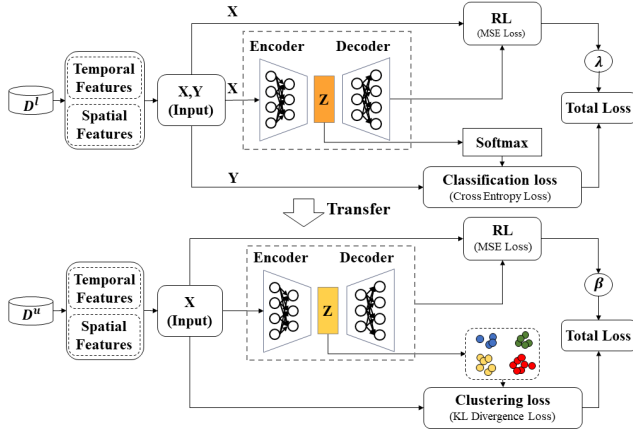 X
RL
(MSE Loss)
Encoder
Decoder
Temporal
Features
Spatial
Features
D^l
X,Y
(Input)
X
Z
λ
Total Loss
Softmax
Y
Classification loss
(Cross Entropy Loss)
Transfer
RL
(MSE Loss)
Encoder
Decoder
Temporal
Features
Spatial
Features
D^u
X
(Input)
Z
β
Total Loss
Clustering loss
(KL Divergence Loss)